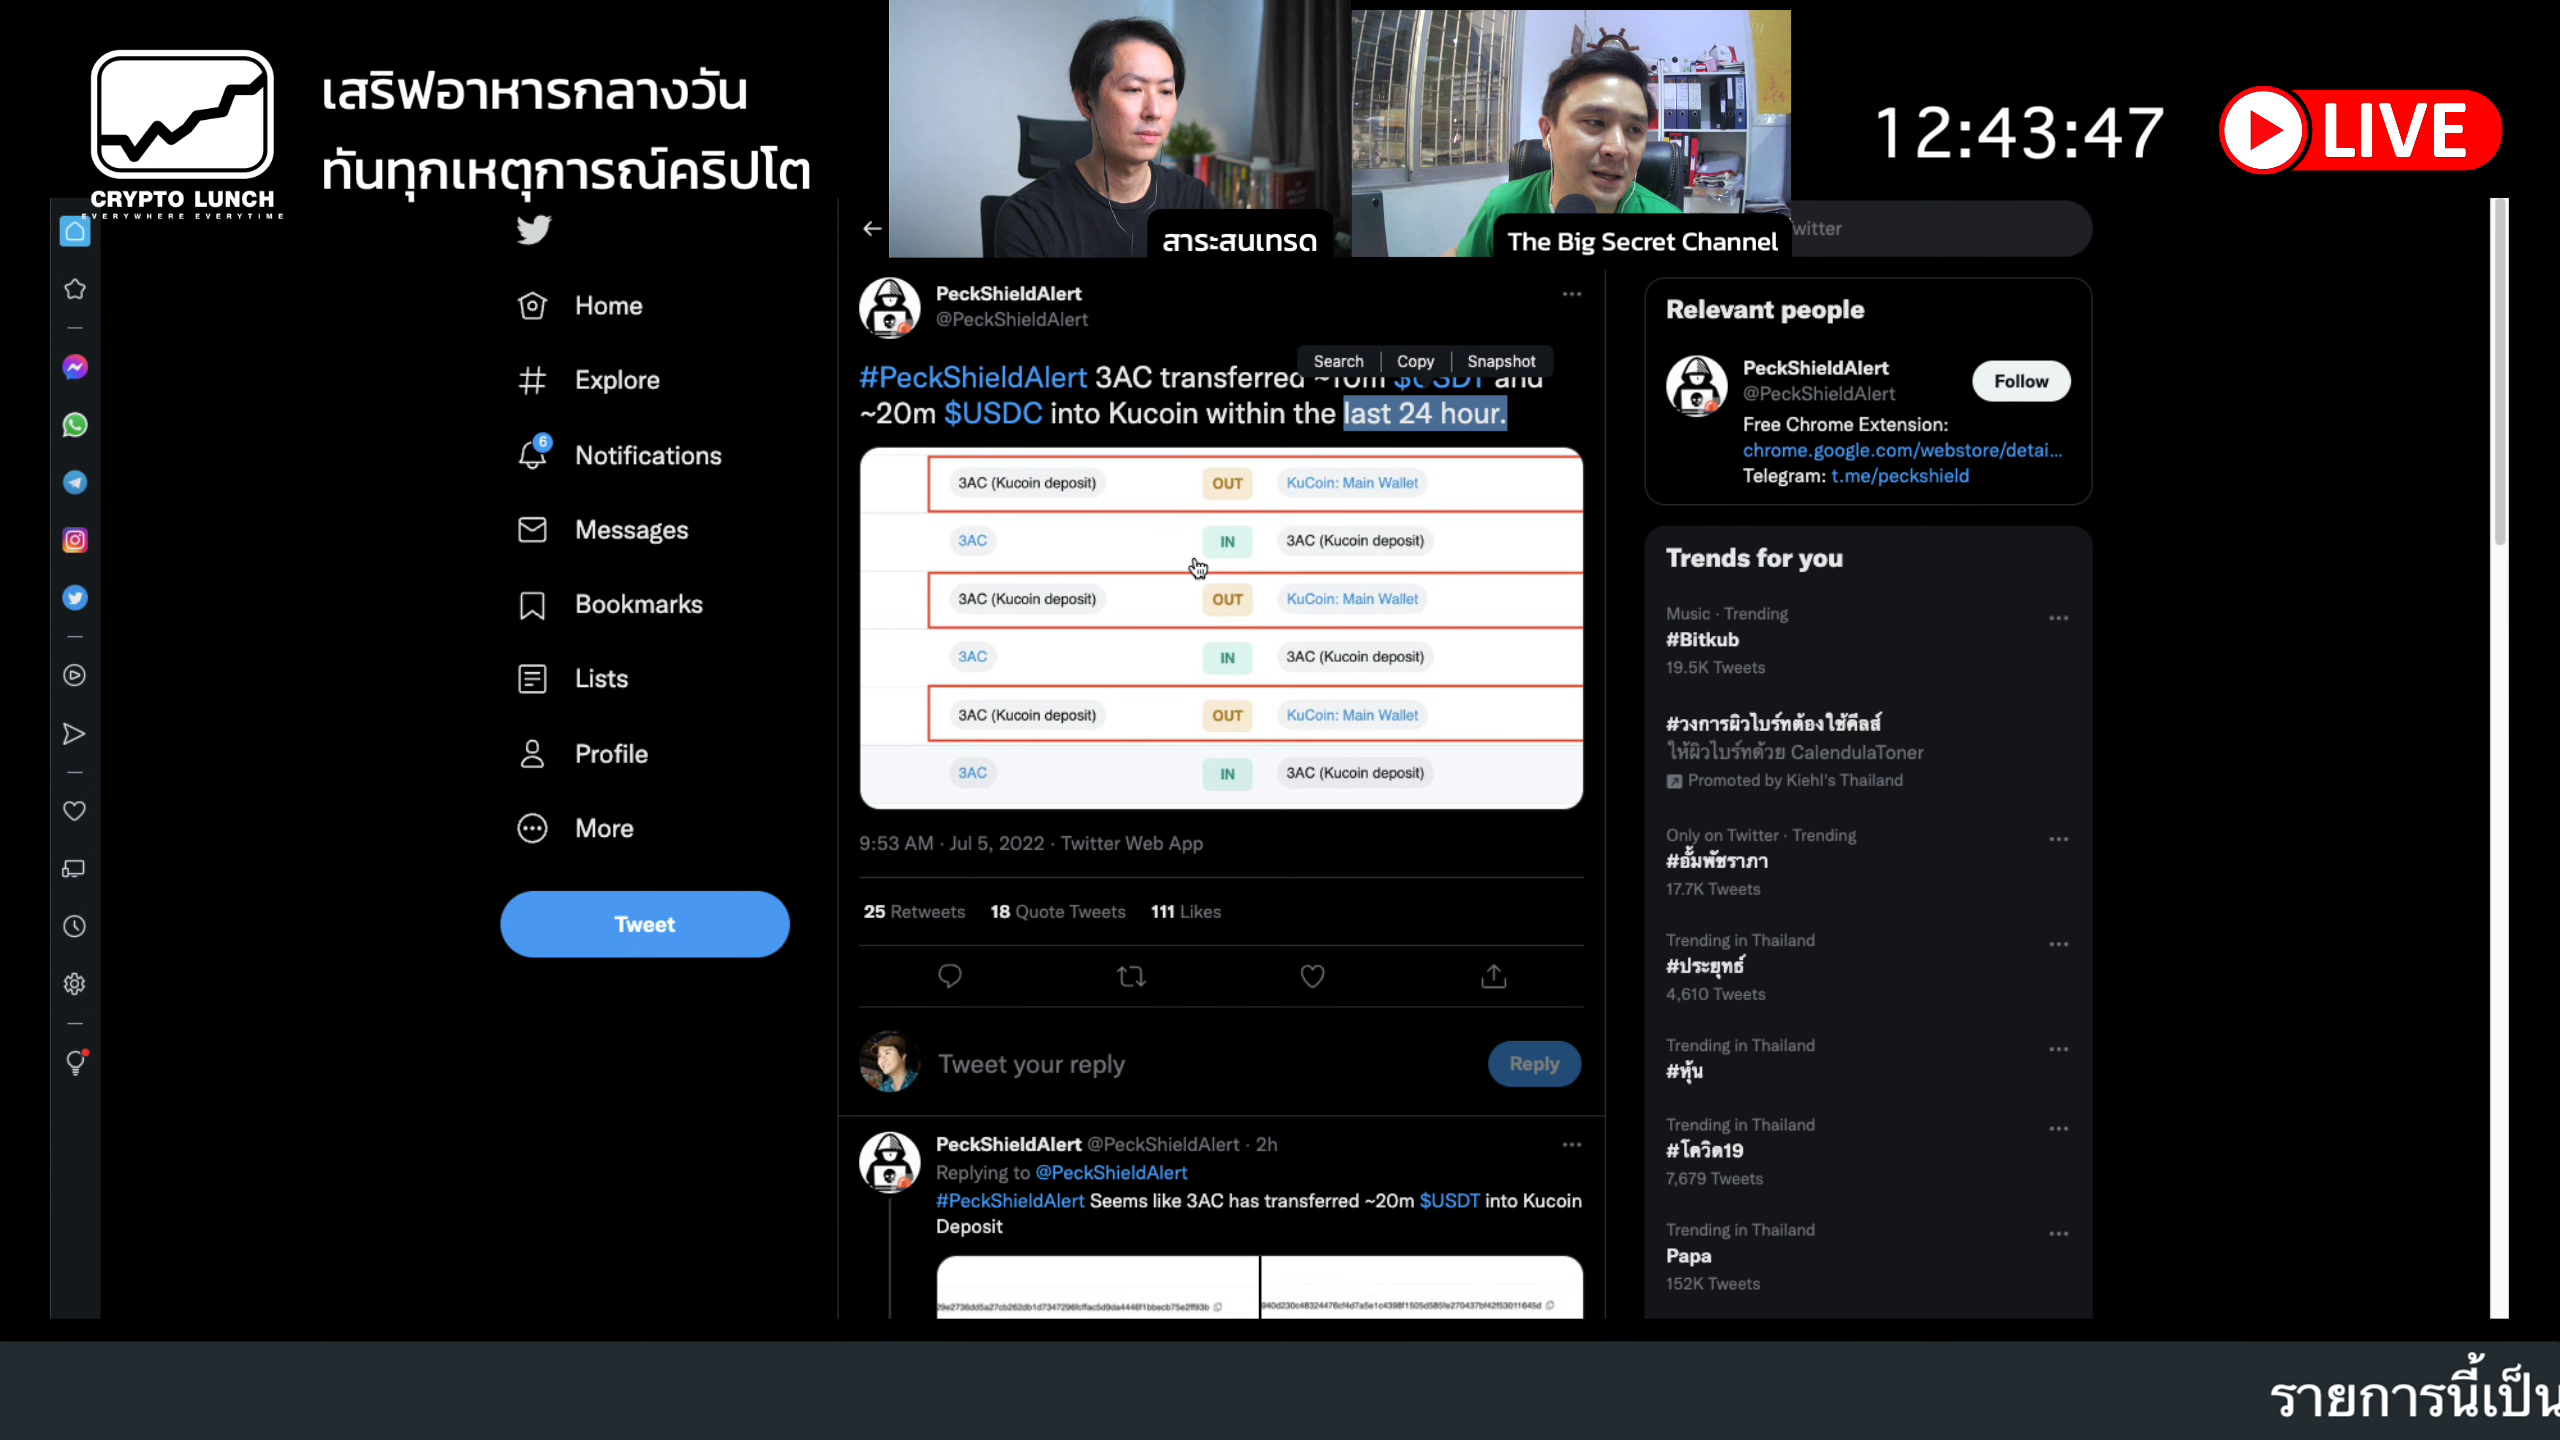 CRYPTO LUNCH
EVERYWHERE EVERYTIME
เสริฟอาหารกลางวัน
ทันทุกเหตุการณ์คริปโต
สาระสนเทรด
The Big Secret Channel
12:43:47
LIVE
Home
Explore
6
Notifications
Messages
Bookmarks
Lists
Profile
More
Tweet
PeckShieldAlert
@PeckShieldAlert
Search Copy Snapshot
#PeckShieldAlert 3AC transferred ~10m $USDT and
~20m $USDC into Kucoin within the last 24 hour.
3AC (Kucoin deposit) OUT KuCoin: Main Wallet
3AC IN 3AC (Kucoin deposit)
3AC (Kucoin deposit) OUT KuCoin: Main Wallet
3AC IN 3AC (Kucoin deposit)
3AC (Kucoin deposit) OUT KuCoin: Main Wallet
3AC IN 3AC (Kucoin deposit)
9:53 AM · Jul 5, 2022 · Twitter Web App
25 Retweets 18 Quote Tweets 111 Likes
Tweet your reply
Reply
PeckShieldAlert @PeckShieldAlert · 2h
Replying to @PeckShieldAlert
#PeckShieldAlert Seems like 3AC has transferred ~20m $USDT into Kucoin
Deposit
witter
Relevant people
PeckShieldAlert
@PeckShieldAlert
Follow
Free Chrome Extension:
chrome.google.com/webstore/detai...
Telegram: t.me/peckshield
Trends for you
Music · Trending
#Bitkub
19.5K Tweets
#วงการผิวไบร์ทต้องใช้คีลส์
ให้ผิวไบร์ทด้วย CalendulaToner
Promoted by Kiehl's Thailand
Only on Twitter · Trending
#อั้มพัชราภา
17.7K Tweets
Trending in Thailand
#ประยุทธ์
4,610 Tweets
Trending in Thailand
#หุ้น
Trending in Thailand
#โควิด19
7,679 Tweets
Trending in Thailand
Papa
152K Tweets
รายการนี้เป็น